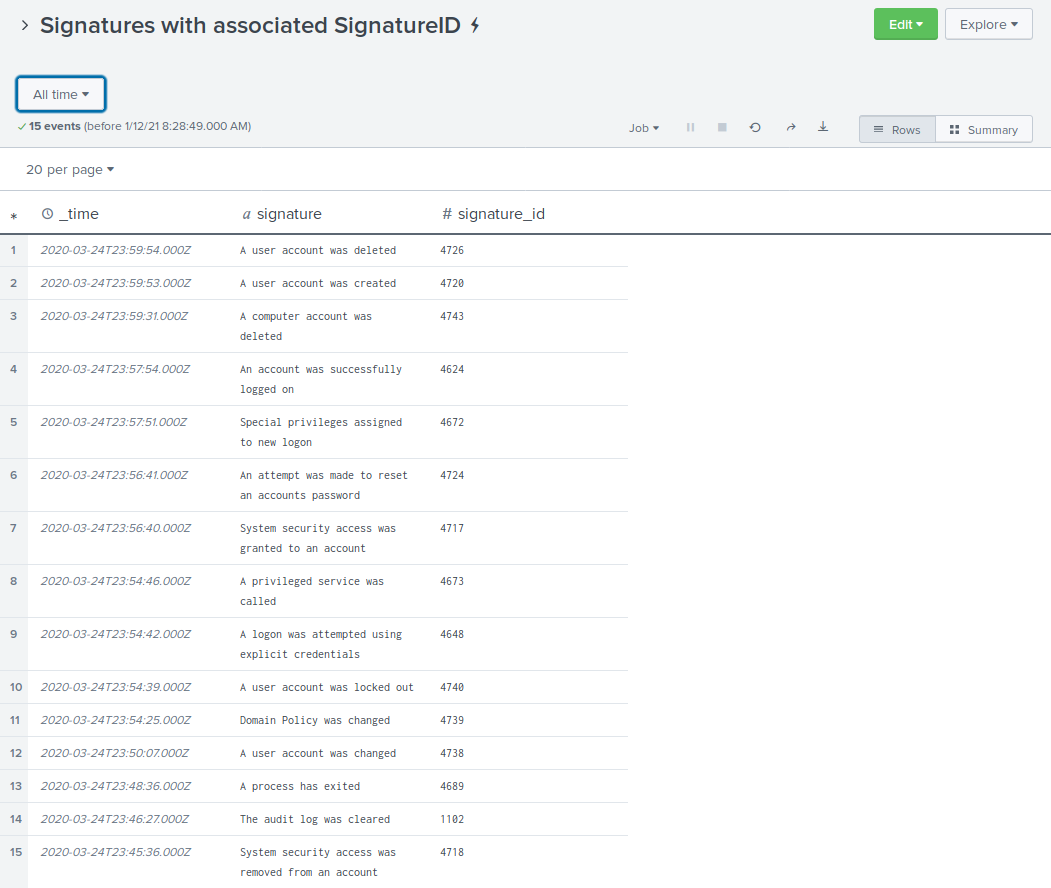 Signatures with associated SignatureID
Edit
Explore
All time
15 events (before 1/12/21 8:28:49.000 AM)
Job
Rows
Summary
20 per page
* _time a signature # signature_id
1 2020-03-24T23:59:54.000Z A user account was deleted 4726
2 2020-03-24T23:59:53.000Z A user account was created 4720
3 2020-03-24T23:59:31.000Z A computer account was 4743
deleted
4 2020-03-24T23:57:54.000Z An account was successfully 4624
logged on
5 2020-03-24T23:57:51.000Z Special privileges assigned 4672
to new logon
6 2020-03-24T23:56:41.000Z An attempt was made to reset 4724
an accounts password
7 2020-03-24T23:56:40.000Z System security access was 4717
granted to an account
8 2020-03-24T23:54:46.000Z A privileged service was 4673
called
9 2020-03-24T23:54:42.000Z A logon was attempted using 4648
explicit credentials
10 2020-03-24T23:54:39.000Z A user account was locked out 4740
11 2020-03-24T23:54:25.000Z Domain Policy was changed 4739
12 2020-03-24T23:50:07.000Z A user account was changed 4738
13 2020-03-24T23:48:36.000Z A process has exited 4689
14 2020-03-24T23:46:27.000Z The audit log was cleared 1102
15 2020-03-24T23:45:36.000Z System security access was 4718
removed from an account